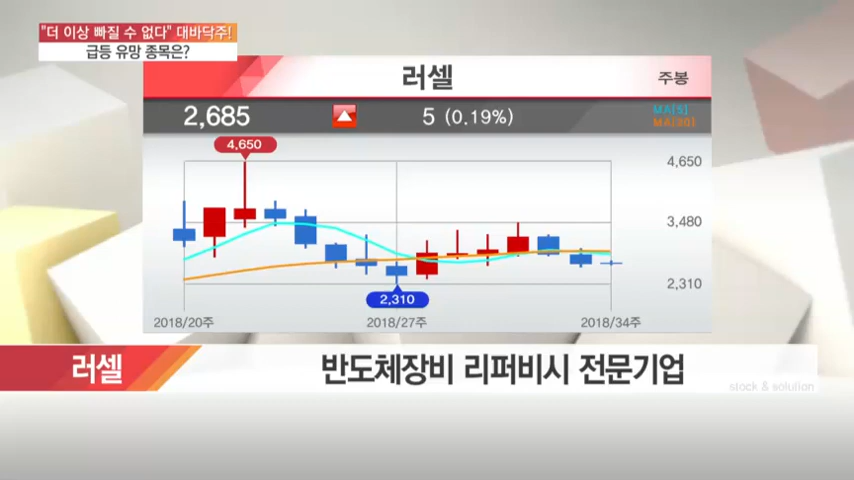 "더 이상 빠질 수 없다" 대바닥주!
급등 유망 종목은?
러셀 주봉
2,685 5 (0.19%) MA[5]
MA[20]
4,650 4,650
3,480
2,310
2,310
2018/20주 2018/27주 2018/34주
러셀 반도체장비 리퍼비시 전문기업
stock & solution